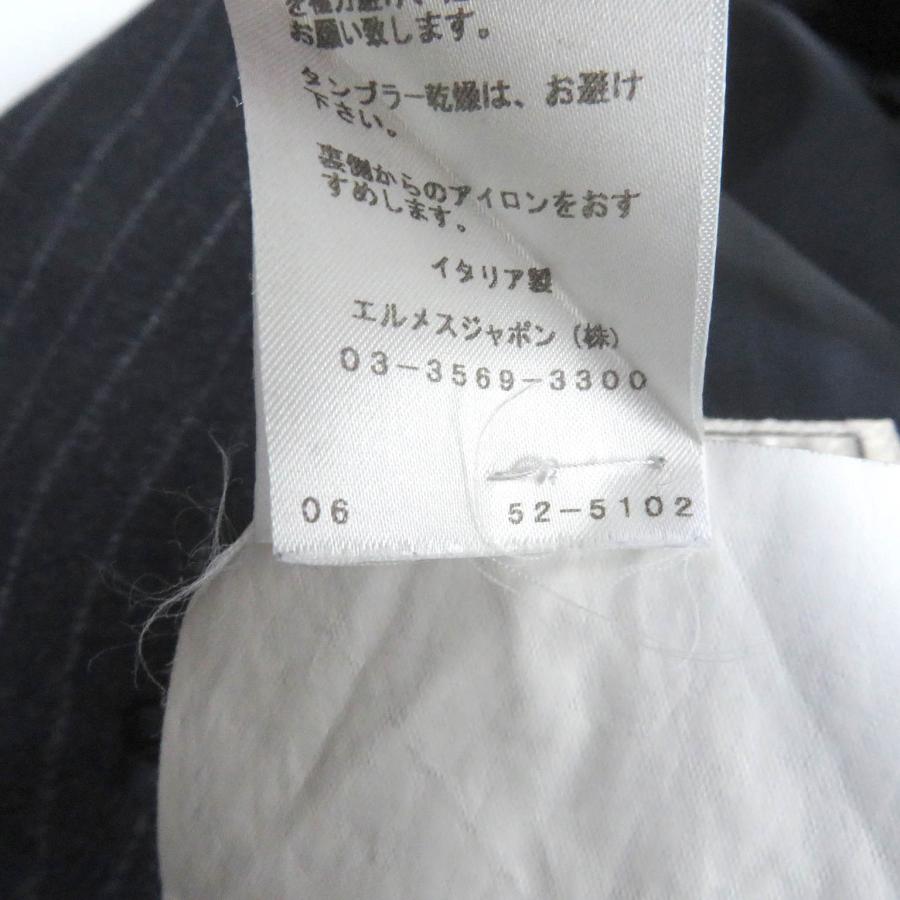 お願い致します。
タンブラー乾燥は、お避け
下さい。
裏側からのアイロンをおす
すめします。
イタリア製
エルメスジャポン（株）
03-3569-3300
06 52-5102